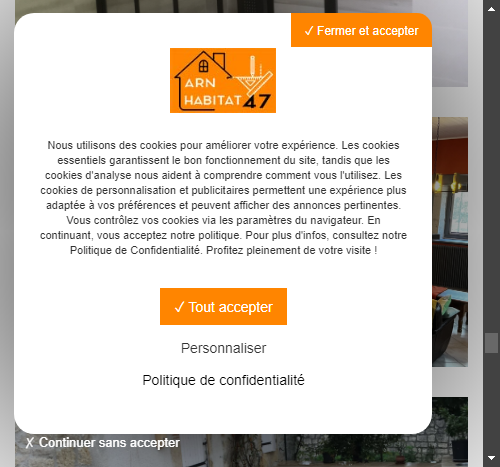 ✓ Fermer et accepter
ARN
HABITAT 47
Nous utilisons des cookies pour améliorer votre expérience. Les cookies
essentiels garantissent le bon fonctionnement du site, tandis que les
cookies d'analyse nous aident à comprendre comment vous l'utilisez. Les
cookies de personnalisation et publicitaires permettent une expérience plus
adaptée à vos préférences et peuvent afficher des annonces pertinentes.
Vous contrôlez vos cookies via les paramètres du navigateur. En
continuant, vous acceptez notre politique. Pour plus d'infos, consultez notre
Politique de Confidentialité. Profitez pleinement de votre visite !
✓ Tout accepter
Personnaliser
Politique de confidentialité
✗ Continuer sans accepter